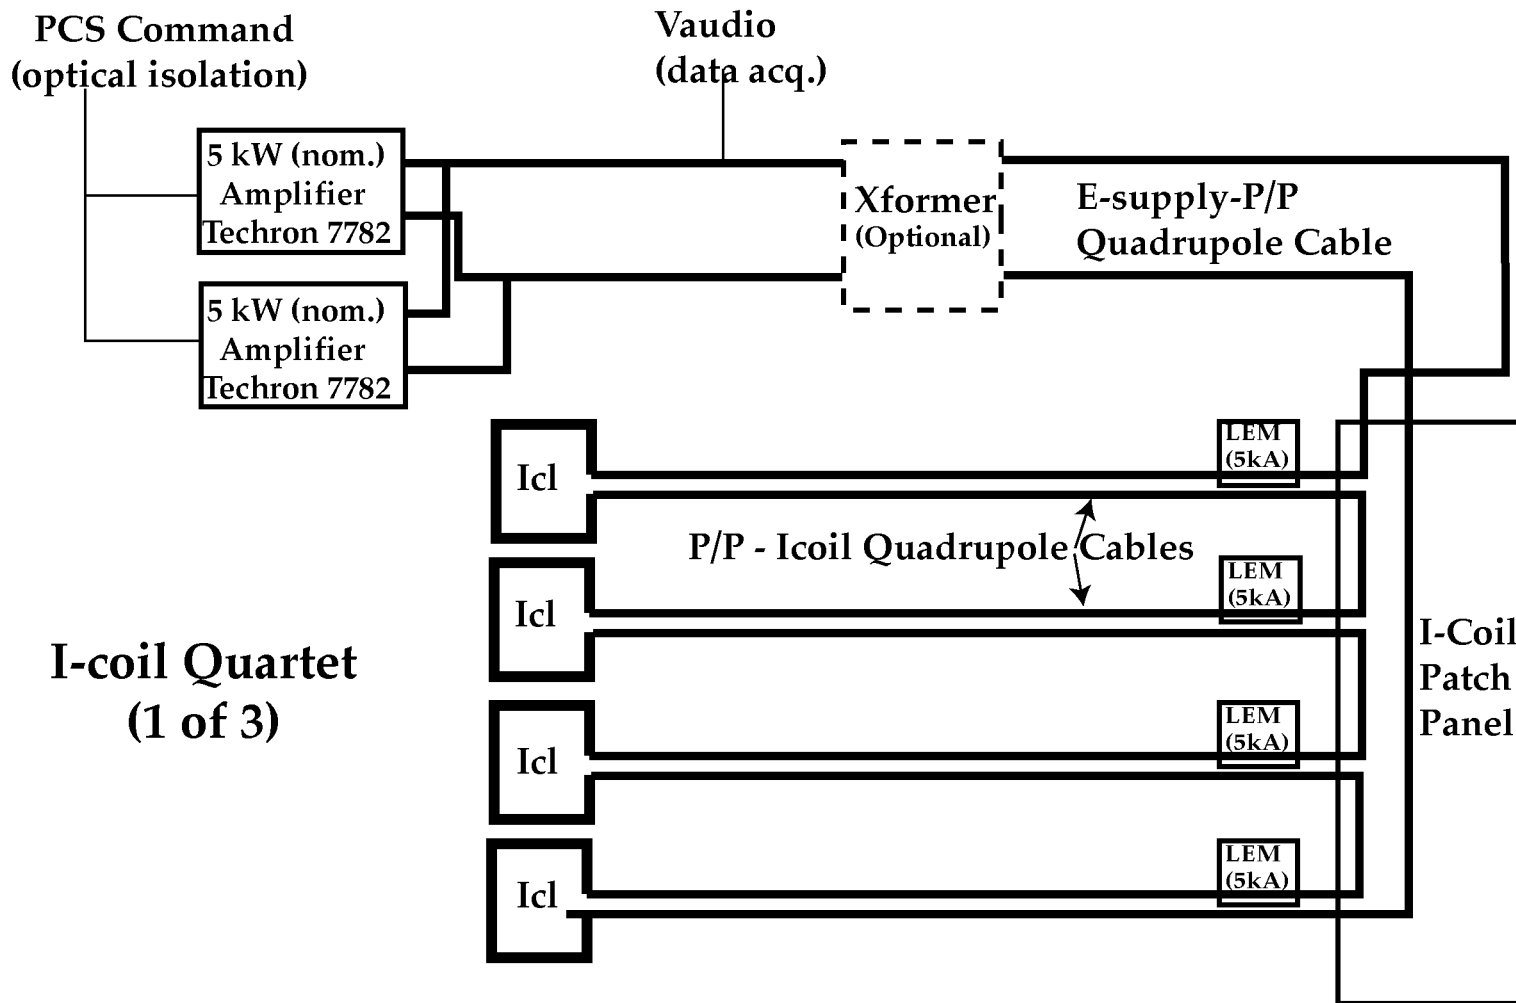 PCS Command
(optical isolation)
Vaudio
(data acq.)
5 kW (nom.)
Amplifier
Techron 7782
Xformer
(Optional)
E-supply-P/P
Quadrupole Cable
5 kW (nom.)
Amplifier
Techron 7782
Icl
LEM
(5kA)
P/P - Icoil Quadrupole Cables
Icl
LEM
(5kA)
I-coil Quartet
(1 of 3)
I-Coil
Patch
Panel
Icl
LEM
(5kA)
Icl
LEM
(5kA)